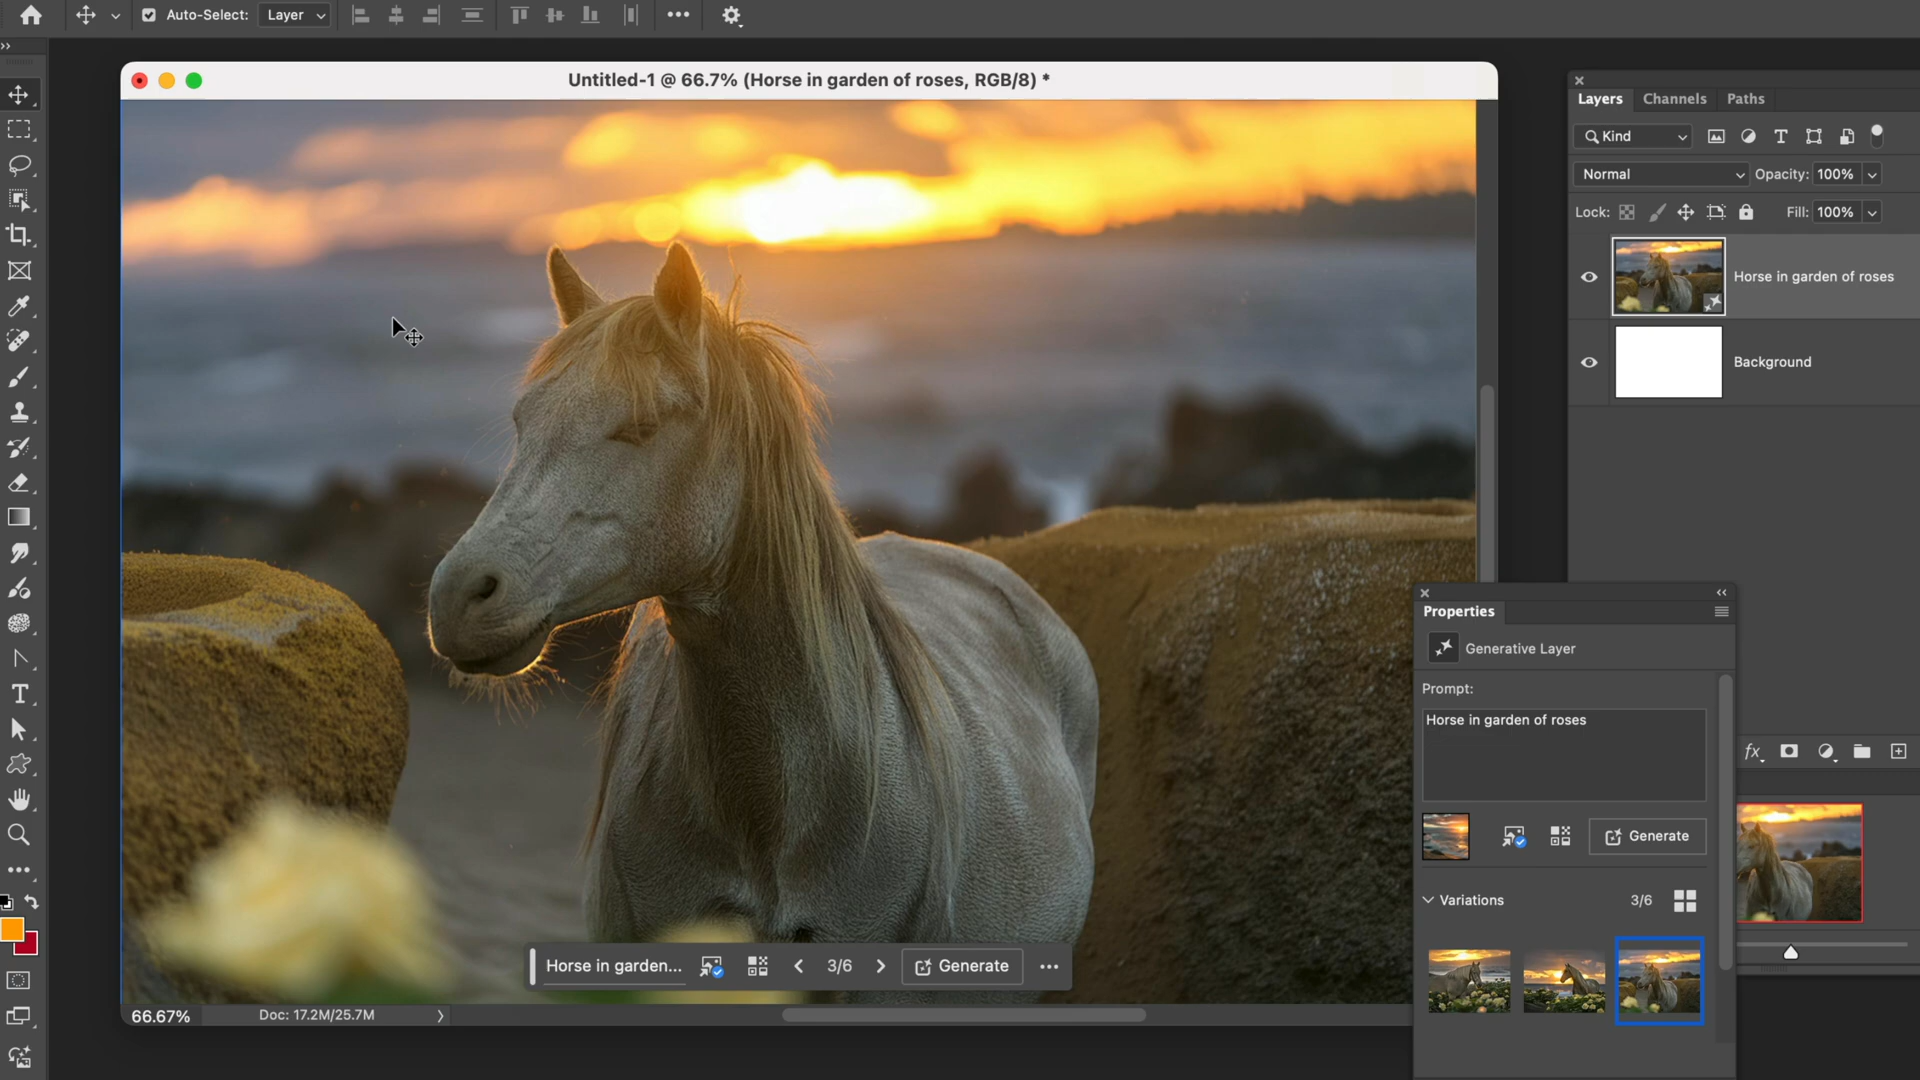 Auto-Select: Layer
Untitled-1 @ 66.7% (Horse in garden of roses, RGB/8) *
Layers Channels Paths
Kind
Normal Opacity: 100%
Lock: Fill: 100%
Horse in garden of roses
Background
Properties
Generative Layer
Prompt:
Horse in garden of roses
fx
Generate
Variations 3/6
Horse in garden... 3/6 Generate
66.67% Doc: 17.2M/25.7M